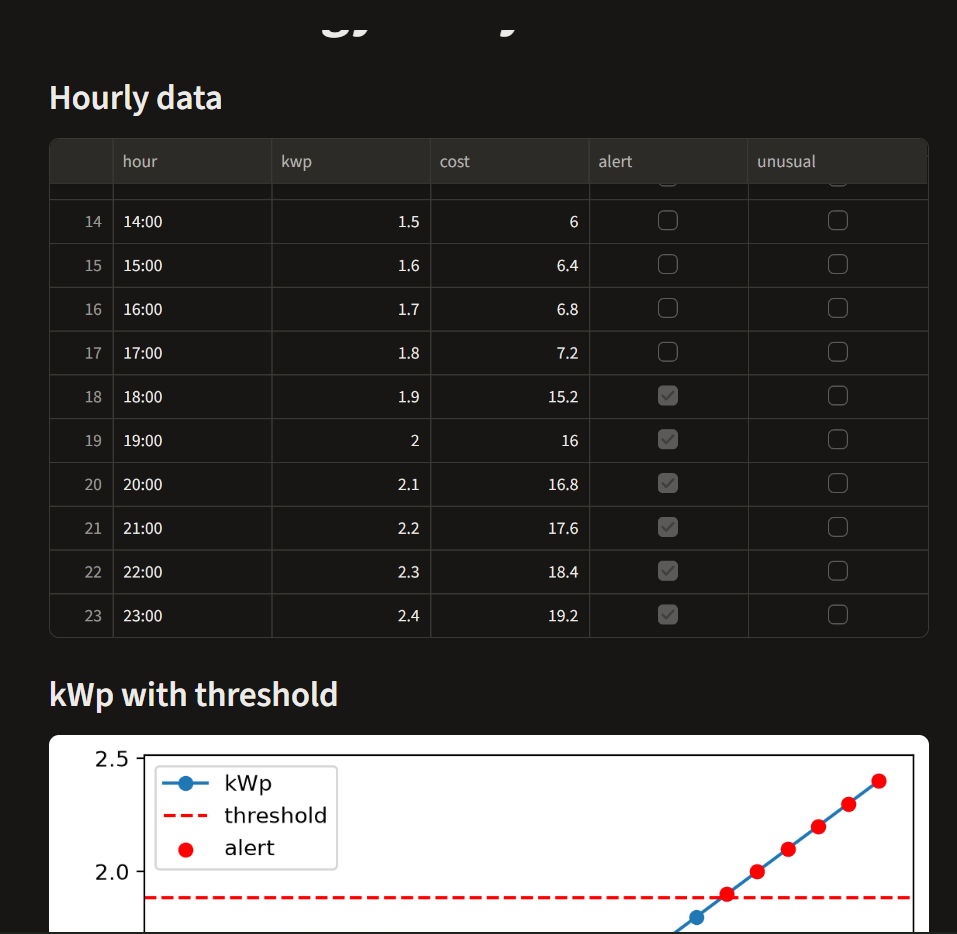 Hourly data
hour kwp cost alert unusual
14 14:00 1.5 6
15 15:00 1.6 6.4
16 16:00 1.7 6.8
17 17:00 1.8 7.2
18 18:00 1.9 15.2
19 19:00 2 16
20 20:00 2.1 16.8
21 21:00 2.2 17.6
22 22:00 2.3 18.4
23 23:00 2.4 19.2
kWp with threshold
2.5
kWp
threshold
alert
2.0